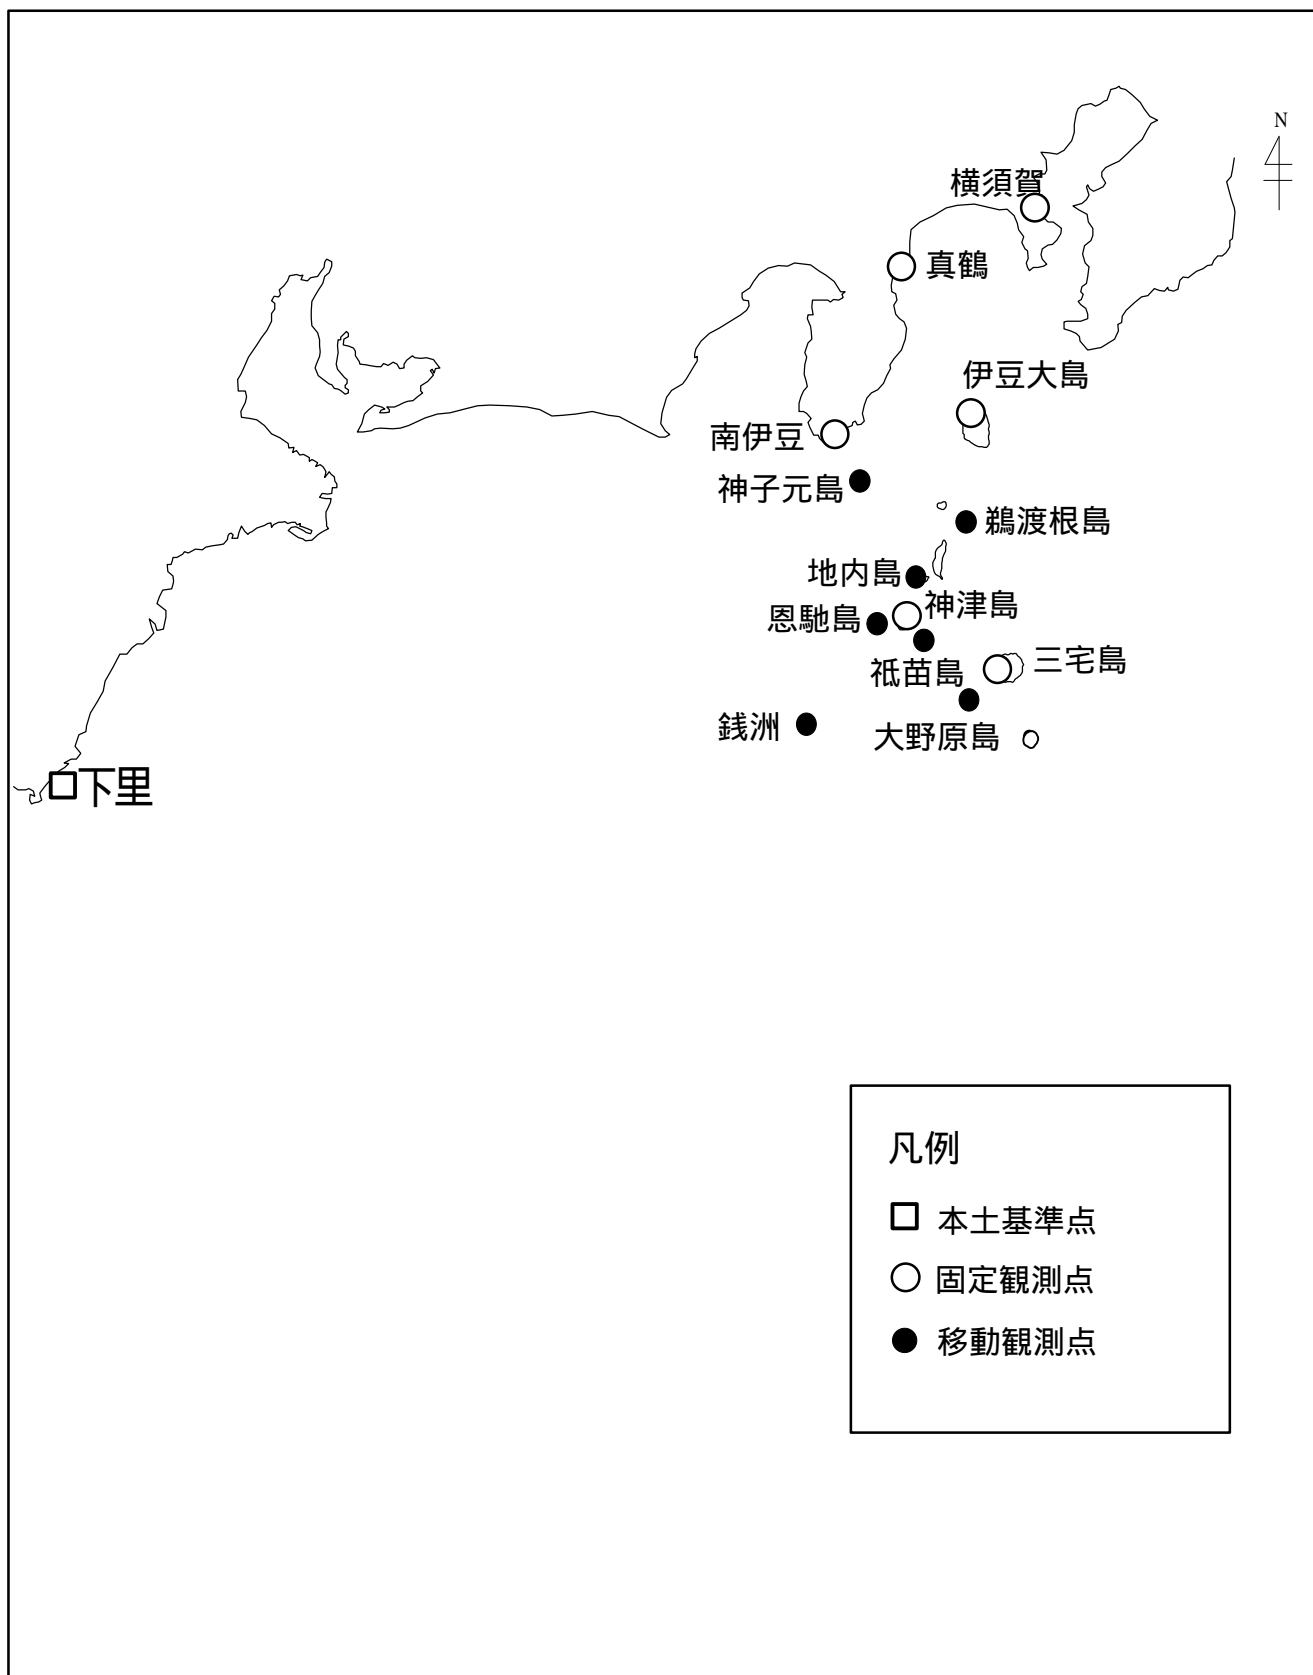 N
横須賀
真鶴
伊豆大島
南伊豆
神子元島
鵜渡根島
地内島
神津島
恩馳島
三宅島
祗苗島
銭洲
大野原島
下里
凡例
本土基準点
固定観測点
移動観測点